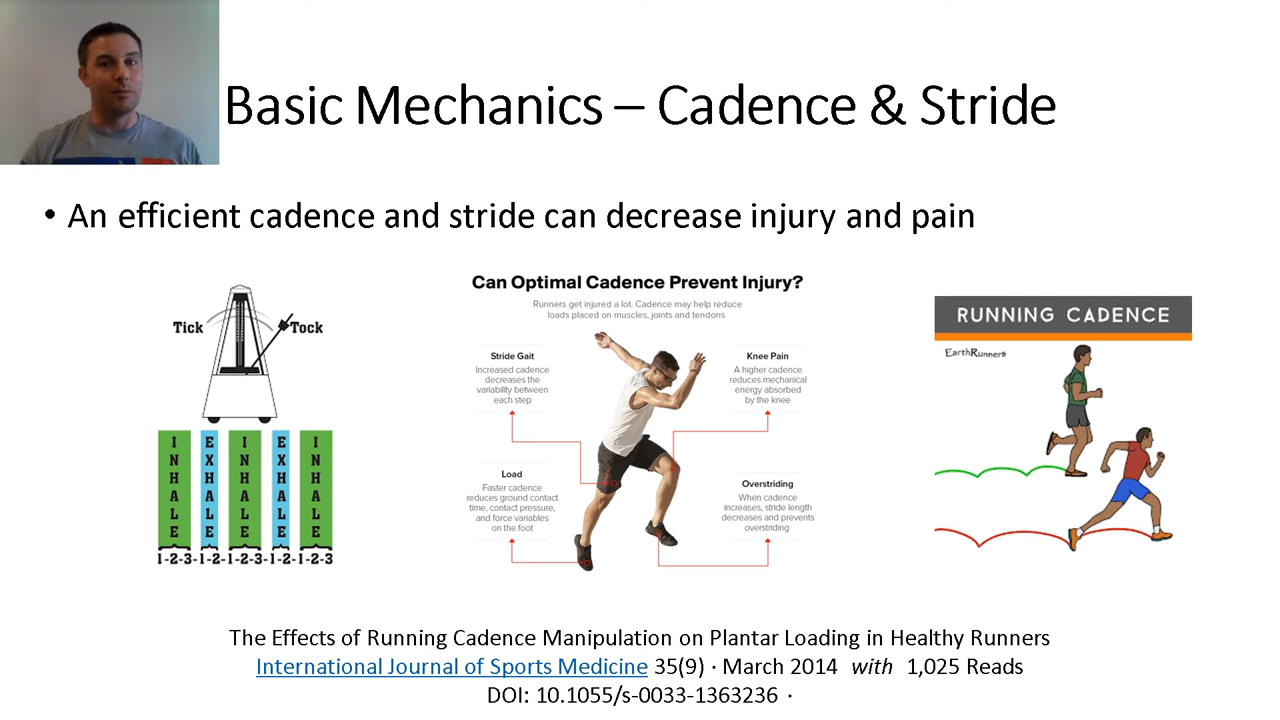 Basic Mechanics – Cadence & Stride
• An efficient cadence and stride can decrease injury and pain
Tick
Tock
INHALE
EXHALE
INHALE
EXHALE
INHALE
1-2-3-1-2-1-2-3-1-2-1-2-3
Can Optimal Cadence Prevent Injury?
Runners get injured a lot. Cadence may help reduce
loads placed on muscles, joints and tendons
Stride Gait
Increased cadence
decreases the
variability between
each step
Knee Pain
A higher cadence
reduces mechanical
energy absorbed
by the knee
Load
Faster cadence
reduces ground contact
time, contact pressure,
and force variables
on the foot
Overstriding
When cadence
increases, stride length
decreases and prevents
overstriding
RUNNING CADENCE
EarthRunners
The Effects of Running Cadence Manipulation on Plantar Loading in Healthy Runners
International Journal of Sports Medicine 35(9) · March 2014 with 1,025 Reads
DOI: 10.1055/s-0033-1363236 ·